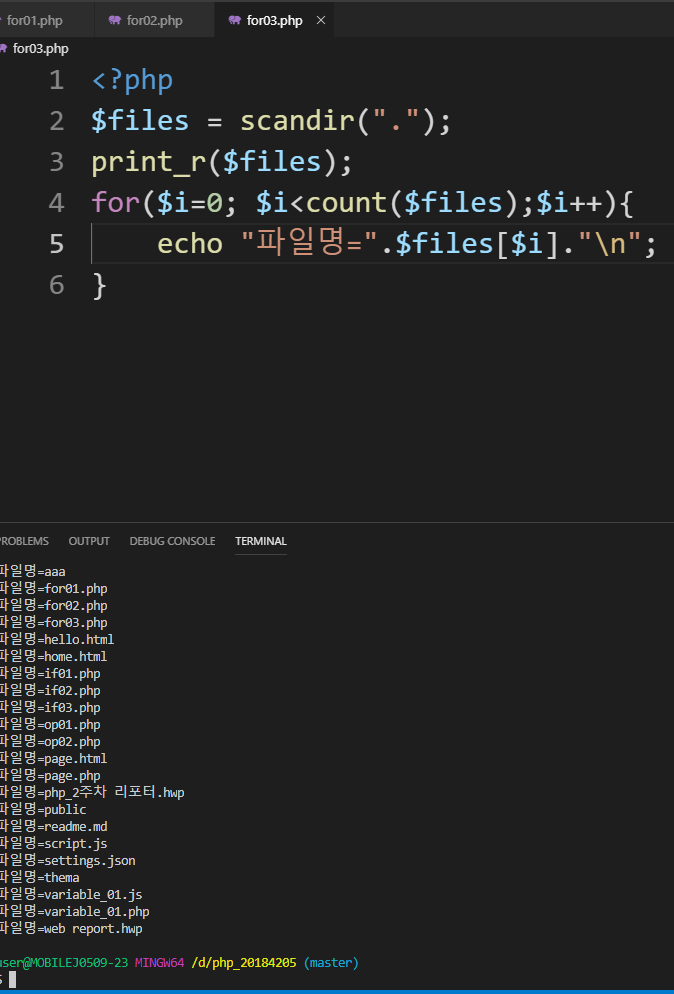 for01.php for02.php for03.php ×
for03.php
1 <?php
2 $files = scandir(".");
3 print_r($files);
4 for($i=0; $i<count($files);$i++){
5 echo "파일명=".$files[$i]."\n";
6 }
PROBLEMS OUTPUT DEBUG CONSOLE TERMINAL
파일명=aaa
파일명=for01.php
파일명=for02.php
파일명=for03.php
파일명=hello.html
파일명=home.html
파일명=if01.php
파일명=if02.php
파일명=if03.php
파일명=op01.php
파일명=op02.php
파일명=page.html
파일명=page.php
파일명=php_2주차 리포터.hwp
파일명=public
파일명=readme.md
파일명=script.js
파일명=settings.json
파일명=thema
파일명=variable_01.js
파일명=variable_01.php
파일명=web report.hwp
user@MOBILEJ0509-23 MINGW64 /d/php_20184205 (master)
$